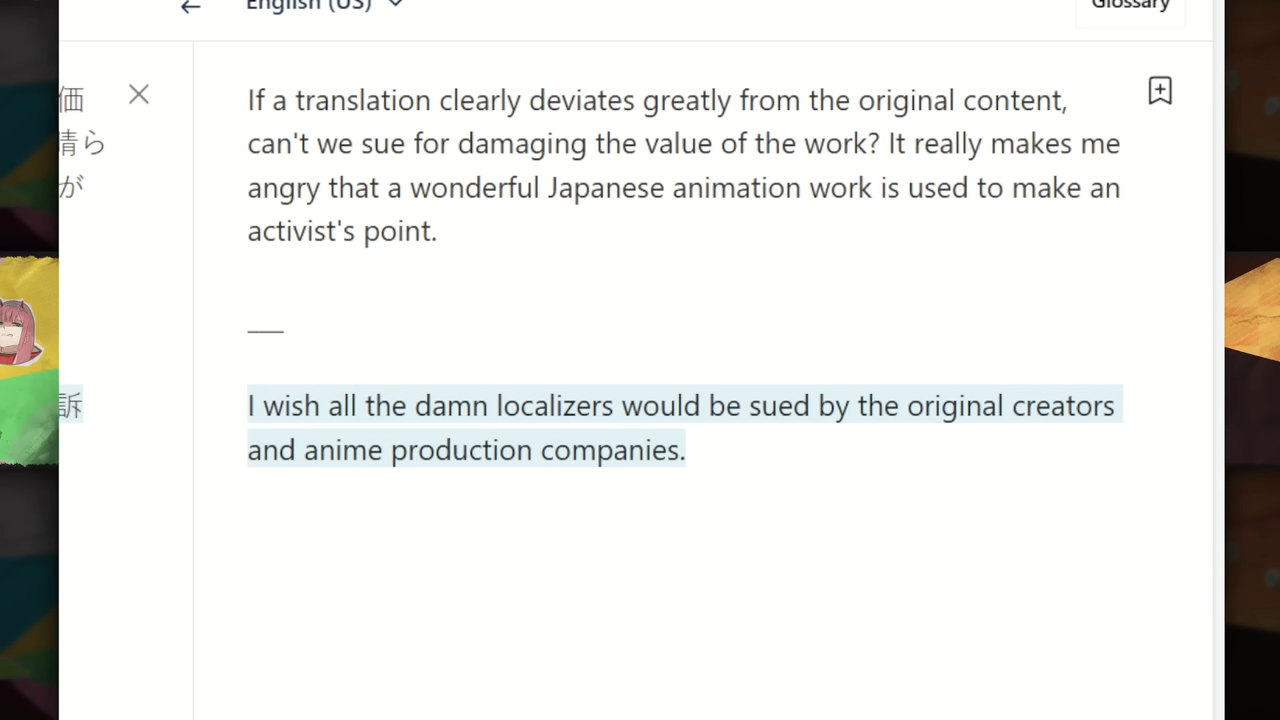 English (US)
Glossary
価
晴ら
が
訴
If a translation clearly deviates greatly from the original content,
can't we sue for damaging the value of the work? It really makes me
angry that a wonderful Japanese animation work is used to make an
activist's point.
__
I wish all the damn localizers would be sued by the original creators
and anime production companies.